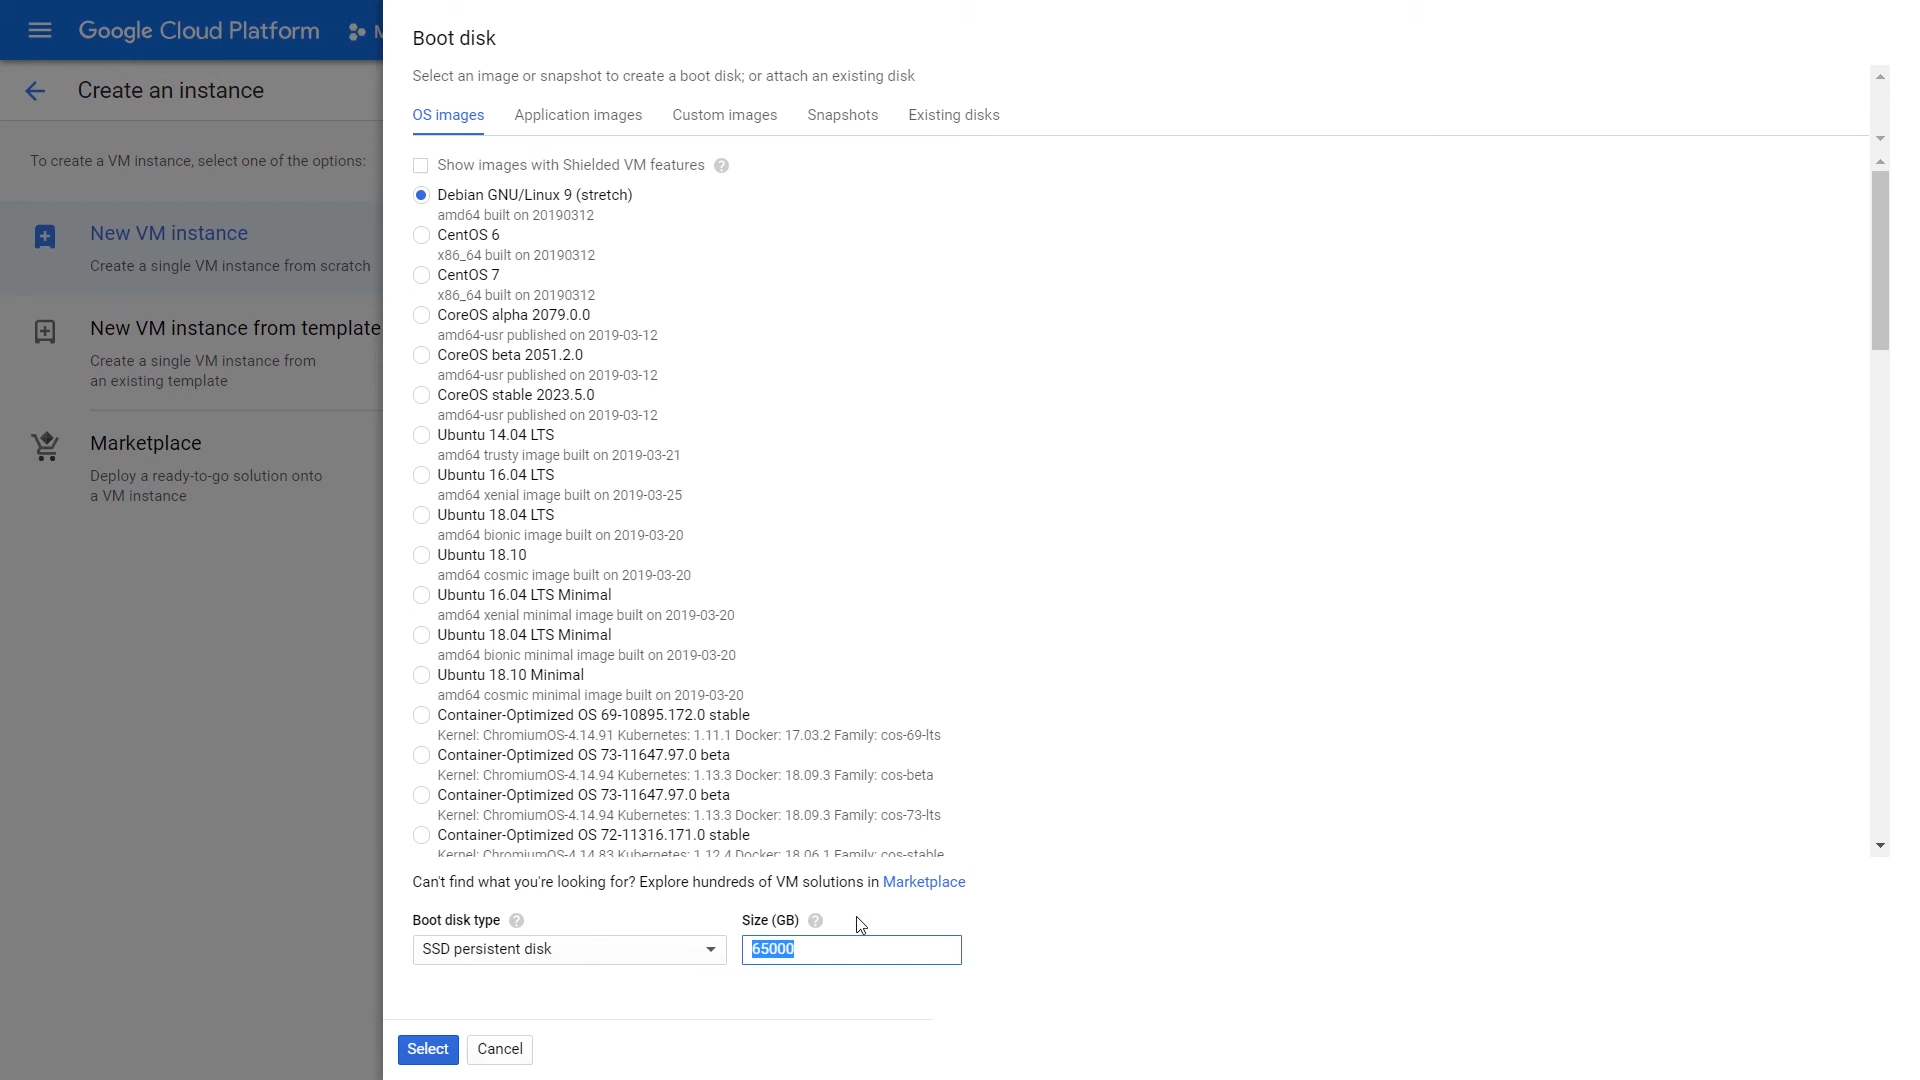 Google Cloud Platform
Create an instance
To create a VM instance, select one of the options:
New VM instance
Create a single VM instance from scratch
New VM instance from template
Create a single VM instance from
an existing template
Marketplace
Deploy a ready-to-go solution onto
a VM instance
Boot disk
Select an image or snapshot to create a boot disk; or attach an existing disk
OS images Application images Custom images Snapshots Existing disks
Show images with Shielded VM features ?
Debian GNU/Linux 9 (stretch)
amd64 built on 20190312
CentOS 6
x86_64 built on 20190312
CentOS 7
x86_64 built on 20190312
CoreOS alpha 2079.0.0
amd64-usr published on 2019-03-12
CoreOS beta 2051.2.0
amd64-usr published on 2019-03-12
CoreOS stable 2023.5.0
amd64-usr published on 2019-03-12
Ubuntu 14.04 LTS
amd64 trusty image built on 2019-03-21
Ubuntu 16.04 LTS
amd64 xenial image built on 2019-03-25
Ubuntu 18.04 LTS
amd64 bionic image built on 2019-03-20
Ubuntu 18.10
amd64 cosmic image built on 2019-03-20
Ubuntu 16.04 LTS Minimal
amd64 xenial minimal image built on 2019-03-20
Ubuntu 18.04 LTS Minimal
amd64 bionic minimal image built on 2019-03-20
Ubuntu 18.10 Minimal
amd64 cosmic minimal image built on 2019-03-20
Container-Optimized OS 69-10895.172.0 stable
Kernel: ChromiumOS-4.14.91 Kubernetes: 1.11.1 Docker: 17.03.2 Family: cos-69-lts
Container-Optimized OS 73-11647.97.0 beta
Kernel: ChromiumOS-4.14.94 Kubernetes: 1.13.3 Docker: 18.09.3 Family: cos-beta
Container-Optimized OS 73-11647.97.0 beta
Kernel: ChromiumOS-4.14.94 Kubernetes: 1.13.3 Docker: 18.09.3 Family: cos-73-lts
Container-Optimized OS 72-11316.171.0 stable
Kernel: ChromiumOS-4.14.83 Kubernetes: 1.12.4 Docker: 18.06.1 Family: cos-stable
Can't find what you're looking for? Explore hundreds of VM solutions in Marketplace
Boot disk type ? Size (GB) ?
SSD persistent disk 65000
Select Cancel